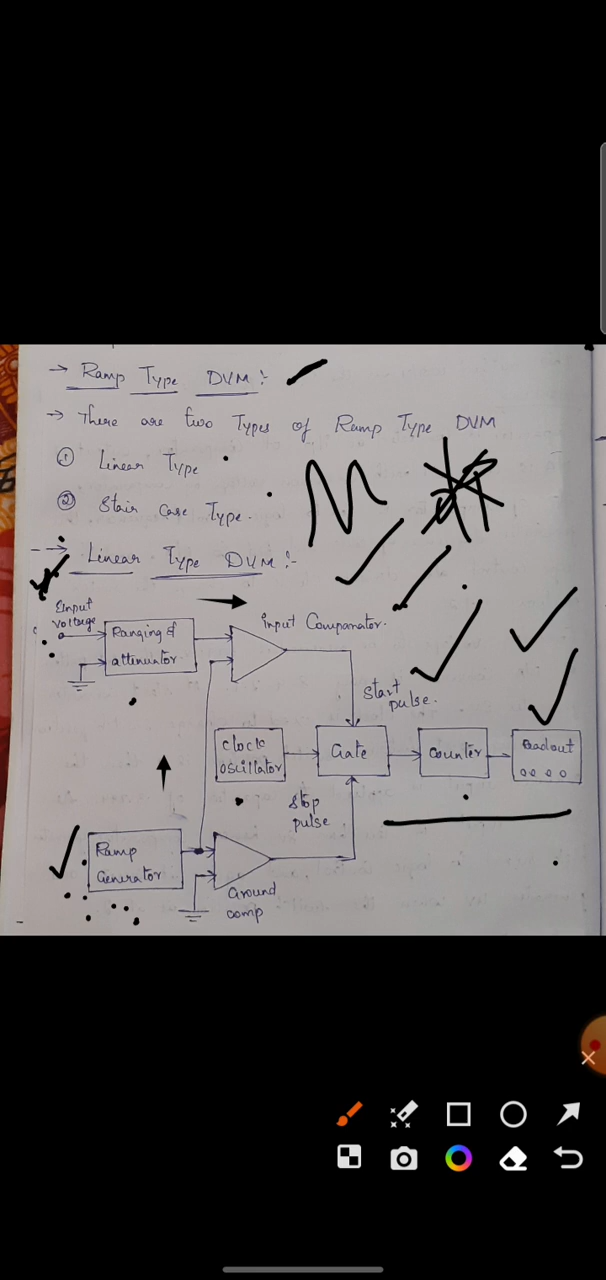 → Ramp Type DVM :-
→ There are two Types of Ramp Type DVM
① Linear Type
② Stair Case Type.
→ Linear Type DVM :-
Input voltage
Ranging & attenuator
input Comparator.
Start pulse.
Clock oscillator
Gate
Counter
Readout
Stop pulse
Ramp Generator
Ground comp